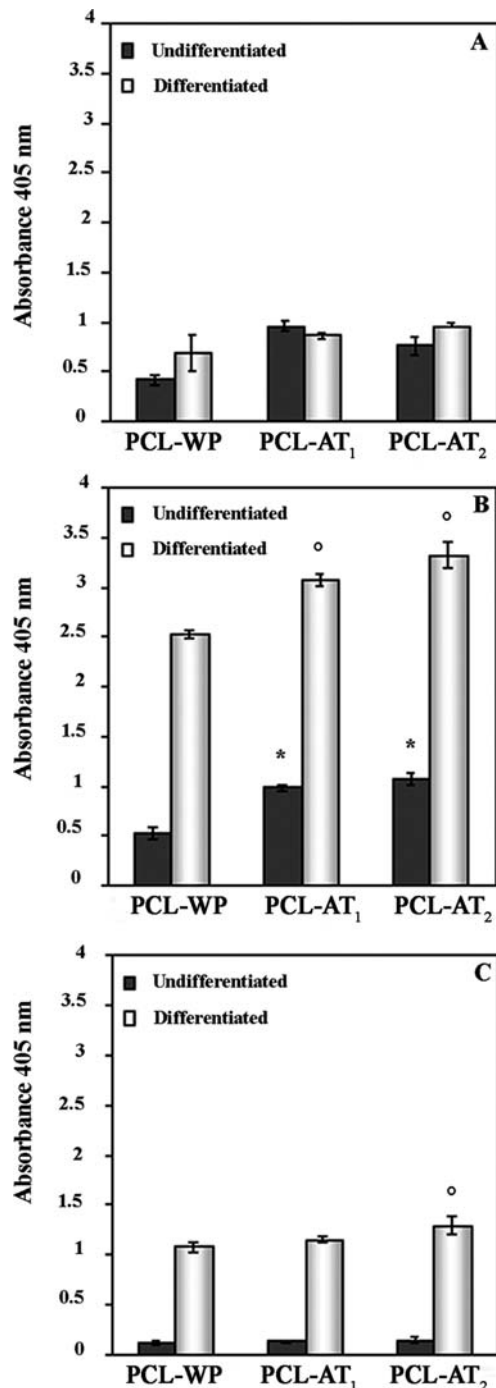 A
Undifferentiated
Differentiated
Absorbance 405 nm
4
3.5
3
2.5
2
1.5
1
0.5
0
PCL-WP PCL-AT₁ PCL-AT₂
B
Undifferentiated
Differentiated
Absorbance 405 nm
4
3.5
3
2.5
2
1.5
1
0.5
0
° °
* *
PCL-WP PCL-AT₁ PCL-AT₂
C
Undifferentiated
Differentiated
Absorbance 405 nm
4
3.5
3
2.5
2
1.5
1
0.5
0
°
PCL-WP PCL-AT₁ PCL-AT₂